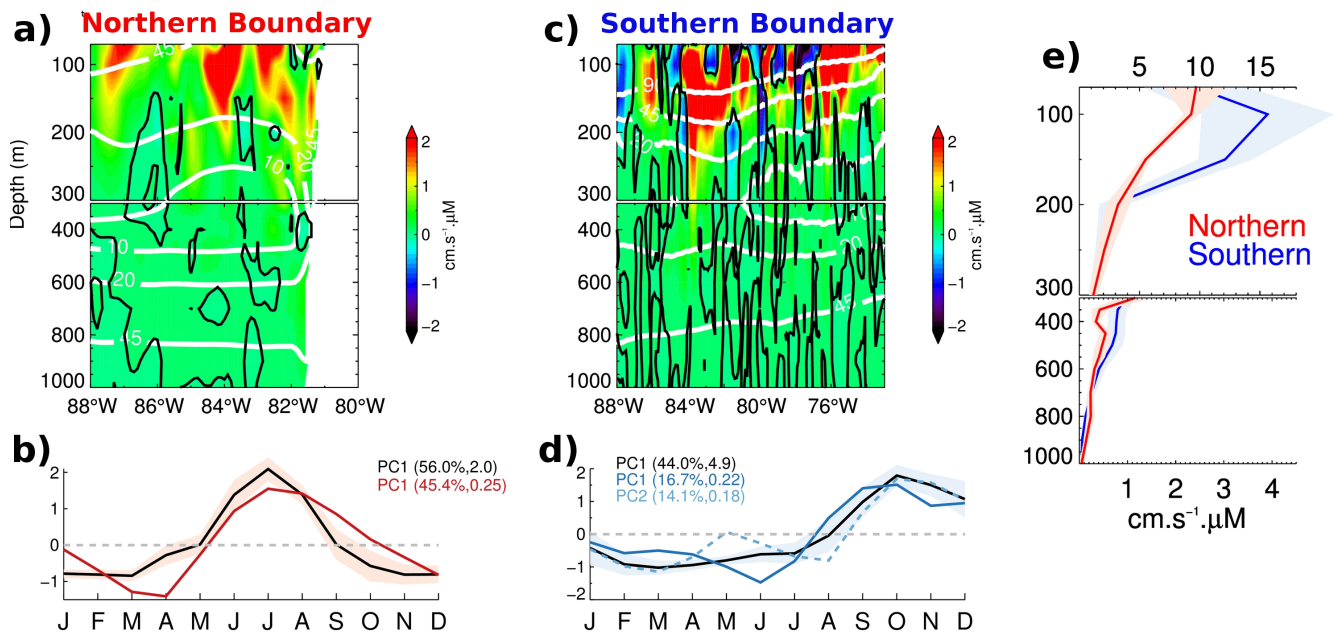 a) Northern Boundary
45
100
200
300
400
600
800
1000
Depth (m)
10
20
45
10
20
45
88°W 86°W 84°W 82°W 80°W
2
1
0
−1
−2
cm.s⁻¹.µM
c) Southern Boundary
100
200
300
400
600
800
1000
45
20
45
88°W 84°W 80°W 76°W
2
1
0
−1
−2
cm.s⁻¹.µM
e)
5 10 15
100
200
300
Northern
Southern
400
600
800
1000
1 2 3 4
cm.s⁻¹.µM
b)
PC1 (56.0%,2.0)
PC1 (45.4%,0.25)
2
1
0
−1
J F M A M J J A S O N D
d)
PC1 (44.0%,4.9)
PC1 (16.7%,0.22)
PC2 (14.1%,0.18)
2
1
0
−1
−2
J F M A M J J A S O N D